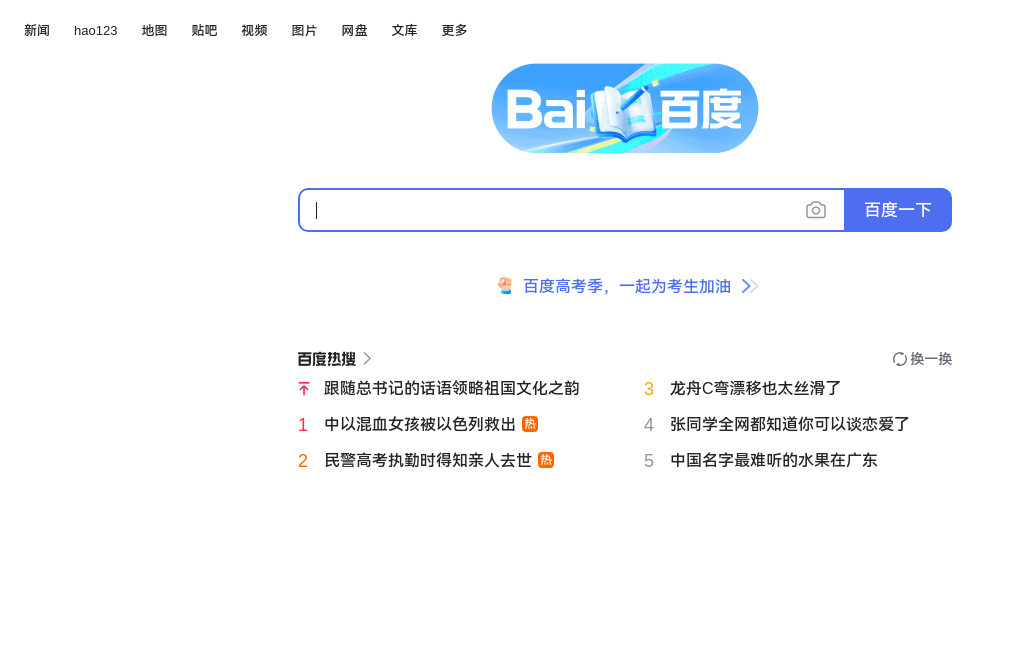 新闻 hao123 地图 贴吧 视频 图片 网盘 文库 更多
Bai 百度
百度一下
百度高考季，一起为考生加油
百度热搜 换一换
跟随总书记的话语领略祖国文化之韵
1 中以混血女孩被以色列救出 热
2 民警高考执勤时得知亲人去世 热
3 龙舟C弯漂移也太丝滑了
4 张同学全网都知道你可以谈恋爱了
5 中国名字最难听的水果在广东